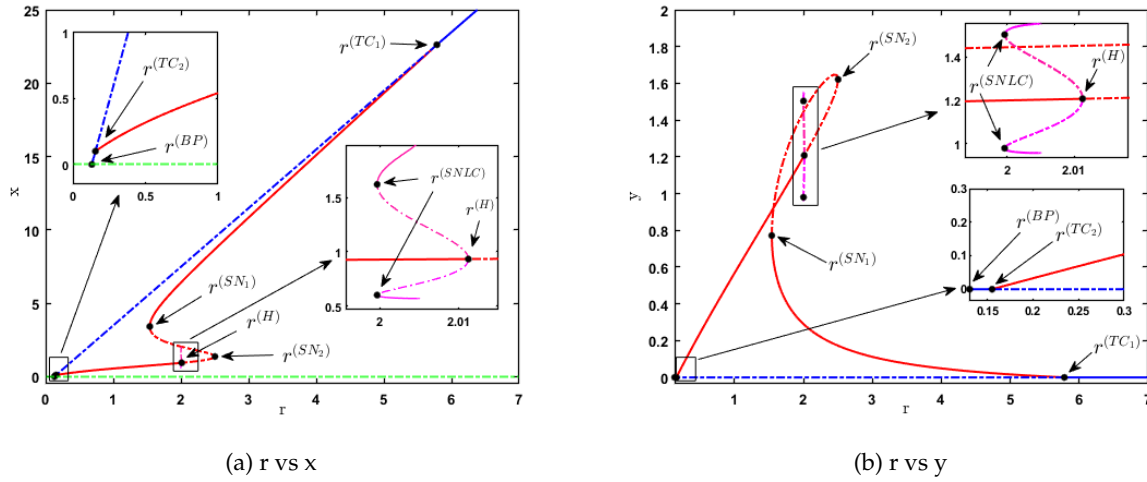 25
20
15
10
5
0
x
0
1
2
3
4
5
6
7
r
1
0.5
0
0
0.5
1
r^{(TC_2)}
r^{(BP)}
r^{(TC_1)}
1.5
1
0.5
2
2.01
r^{(SNLC)}
r^{(H)}
r^{(SN_1)}
r^{(H)}
r^{(SN_2)}
(a) r vs x
2
1.8
1.6
1.4
1.2
1
0.8
0.6
0.4
0.2
0
y
1
2
3
4
5
6
7
r
r^{(SN_2)}
r^{(SN_1)}
r^{(TC_1)}
1.4
1.2
1
2
2.01
r^{(SNLC)}
r^{(H)}
0.3
0.2
0.1
0
0.15
0.2
0.25
0.3
r^{(BP)}
r^{(TC_2)}
(b) r vs y